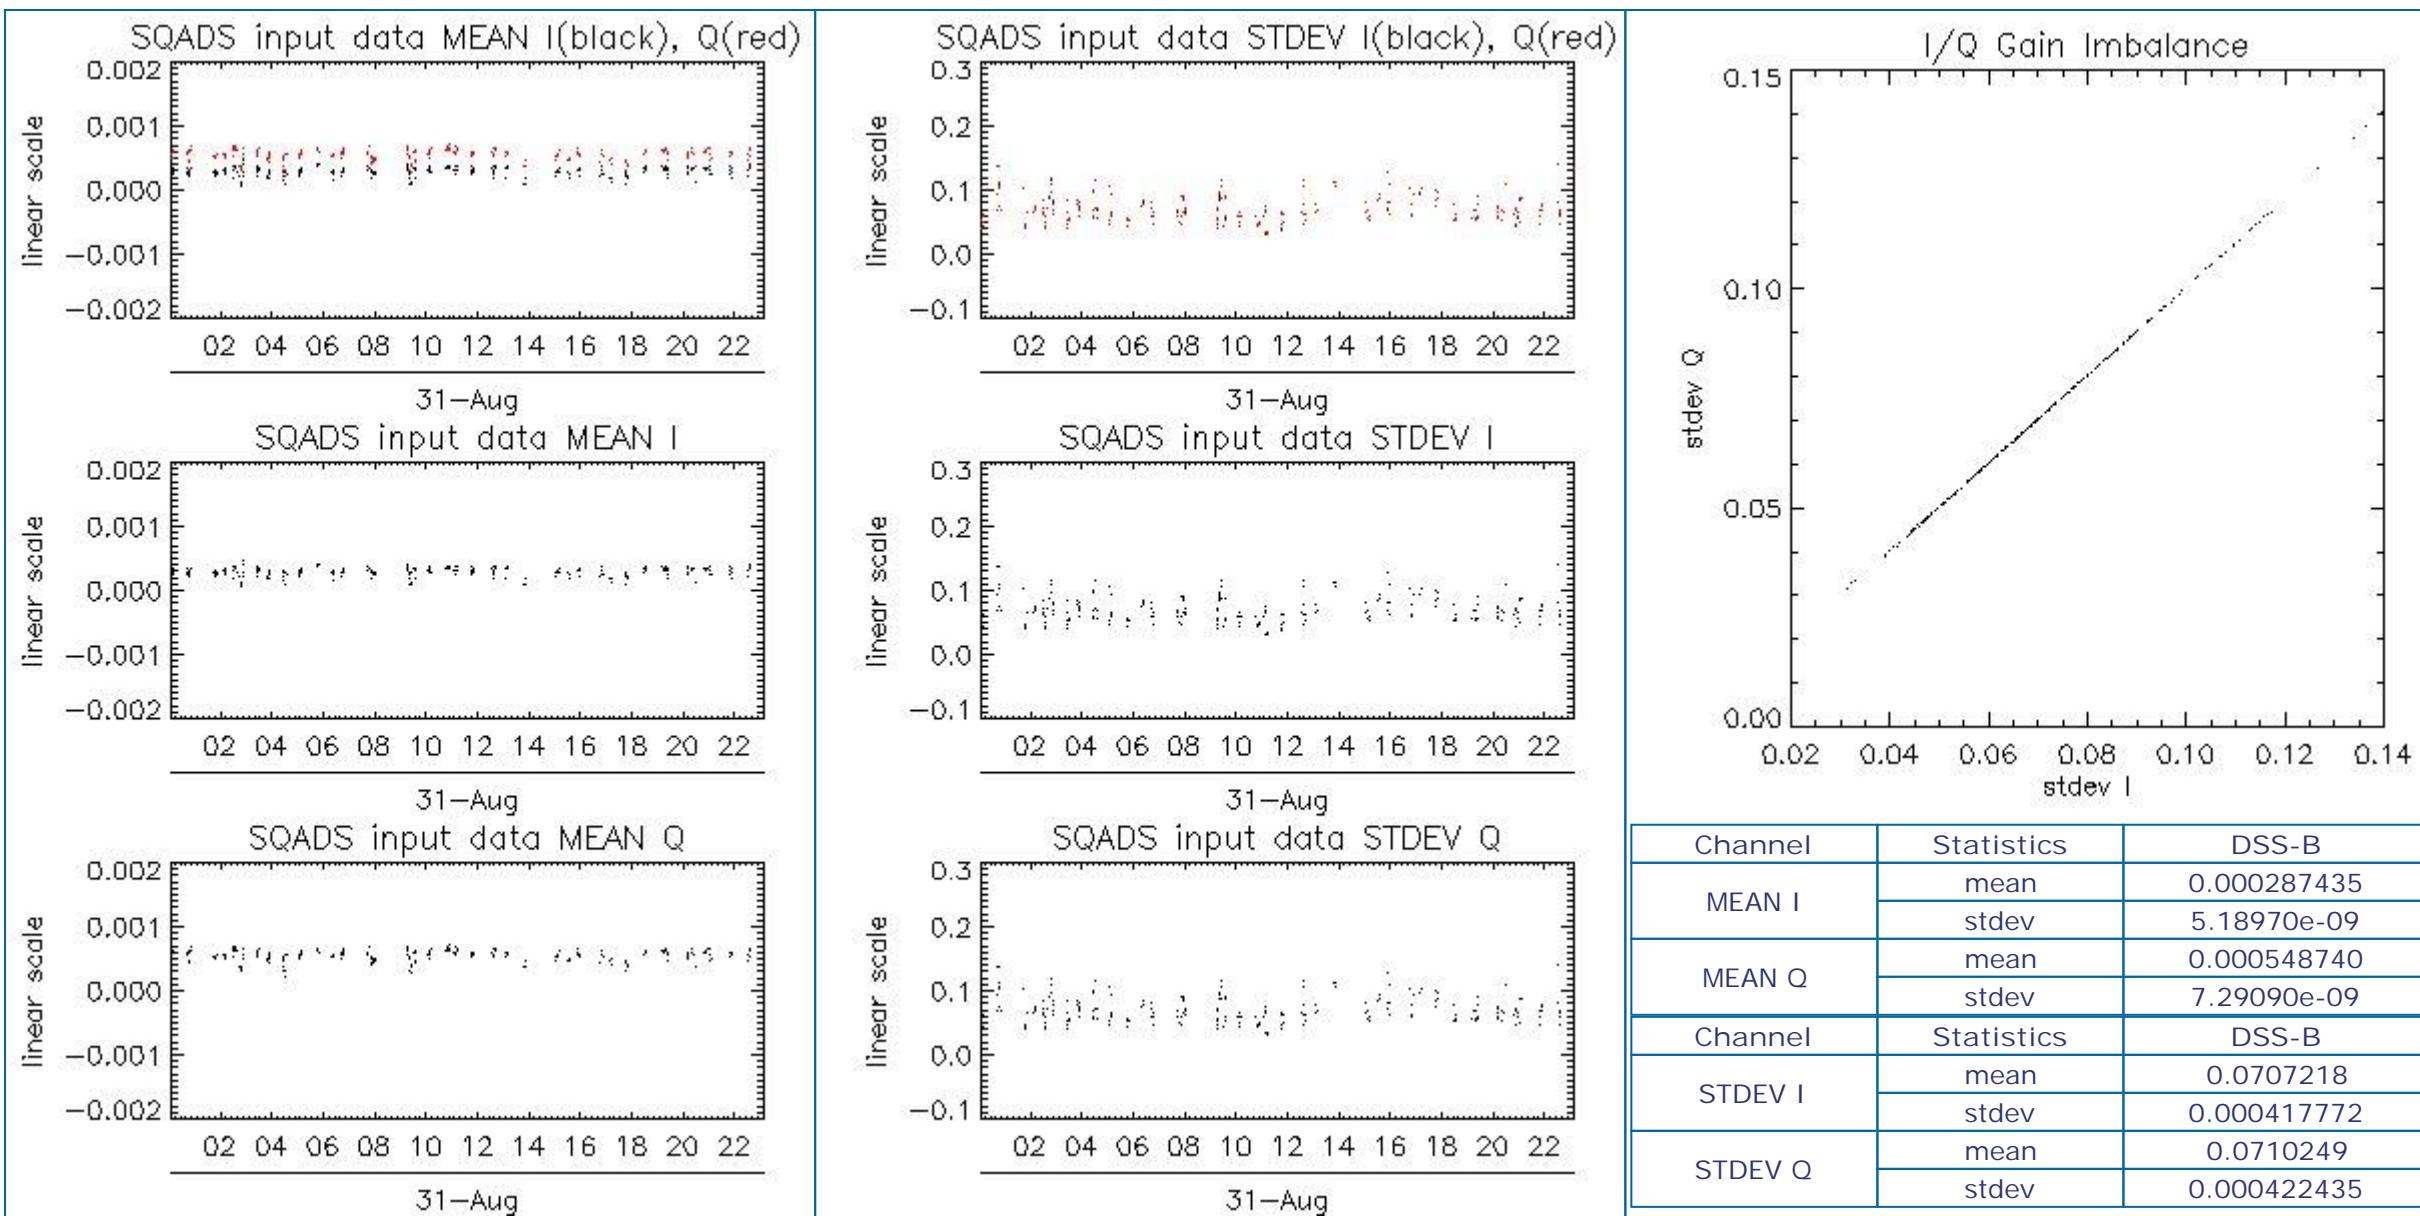 SQADS input data MEAN I(black), Q(red)
linear scale
0.002
0.001
0.000
−0.001
−0.002
02 04 06 08 10 12 14 16 18 20 22
31−Aug
SQADS input data MEAN I
linear scale
0.002
0.001
0.000
−0.001
−0.002
02 04 06 08 10 12 14 16 18 20 22
31−Aug
SQADS input data MEAN Q
linear scale
0.002
0.001
0.000
−0.001
−0.002
02 04 06 08 10 12 14 16 18 20 22
31−Aug
SQADS input data STDEV I(black), Q(red)
linear scale
0.3
0.2
0.1
0.0
−0.1
02 04 06 08 10 12 14 16 18 20 22
31−Aug
SQADS input data STDEV I
linear scale
0.3
0.2
0.1
0.0
−0.1
02 04 06 08 10 12 14 16 18 20 22
31−Aug
SQADS input data STDEV Q
linear scale
0.3
0.2
0.1
0.0
−0.1
02 04 06 08 10 12 14 16 18 20 22
31−Aug
I/Q Gain Imbalance
stdev Q
0.15
0.10
0.05
0.00
0.02 0.04 0.06 0.08 0.10 0.12 0.14
stdev I
Channel Statistics DSS-B
MEAN I mean 0.000287435
stdev 5.18970e-09
MEAN Q mean 0.000548740
stdev 7.29090e-09
Channel Statistics DSS-B
STDEV I mean 0.0707218
stdev 0.000417772
STDEV Q mean 0.0710249
stdev 0.000422435